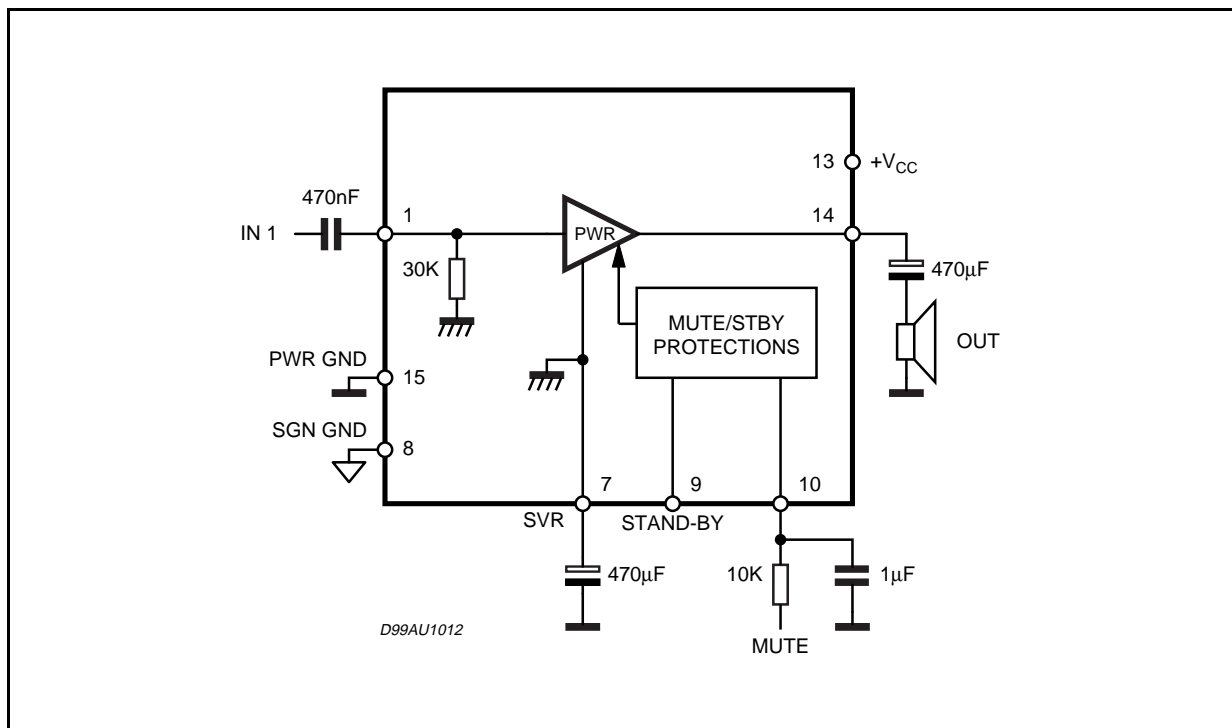 13
+VCC
470nF
1
14
IN 1
PWR
30K
470μF
MUTE/STBY
PROTECTIONS
OUT
PWR GND
15
SGN GND
8
7
9
10
SVR
STAND-BY
470μF
10K
1μF
D99AU1012
MUTE